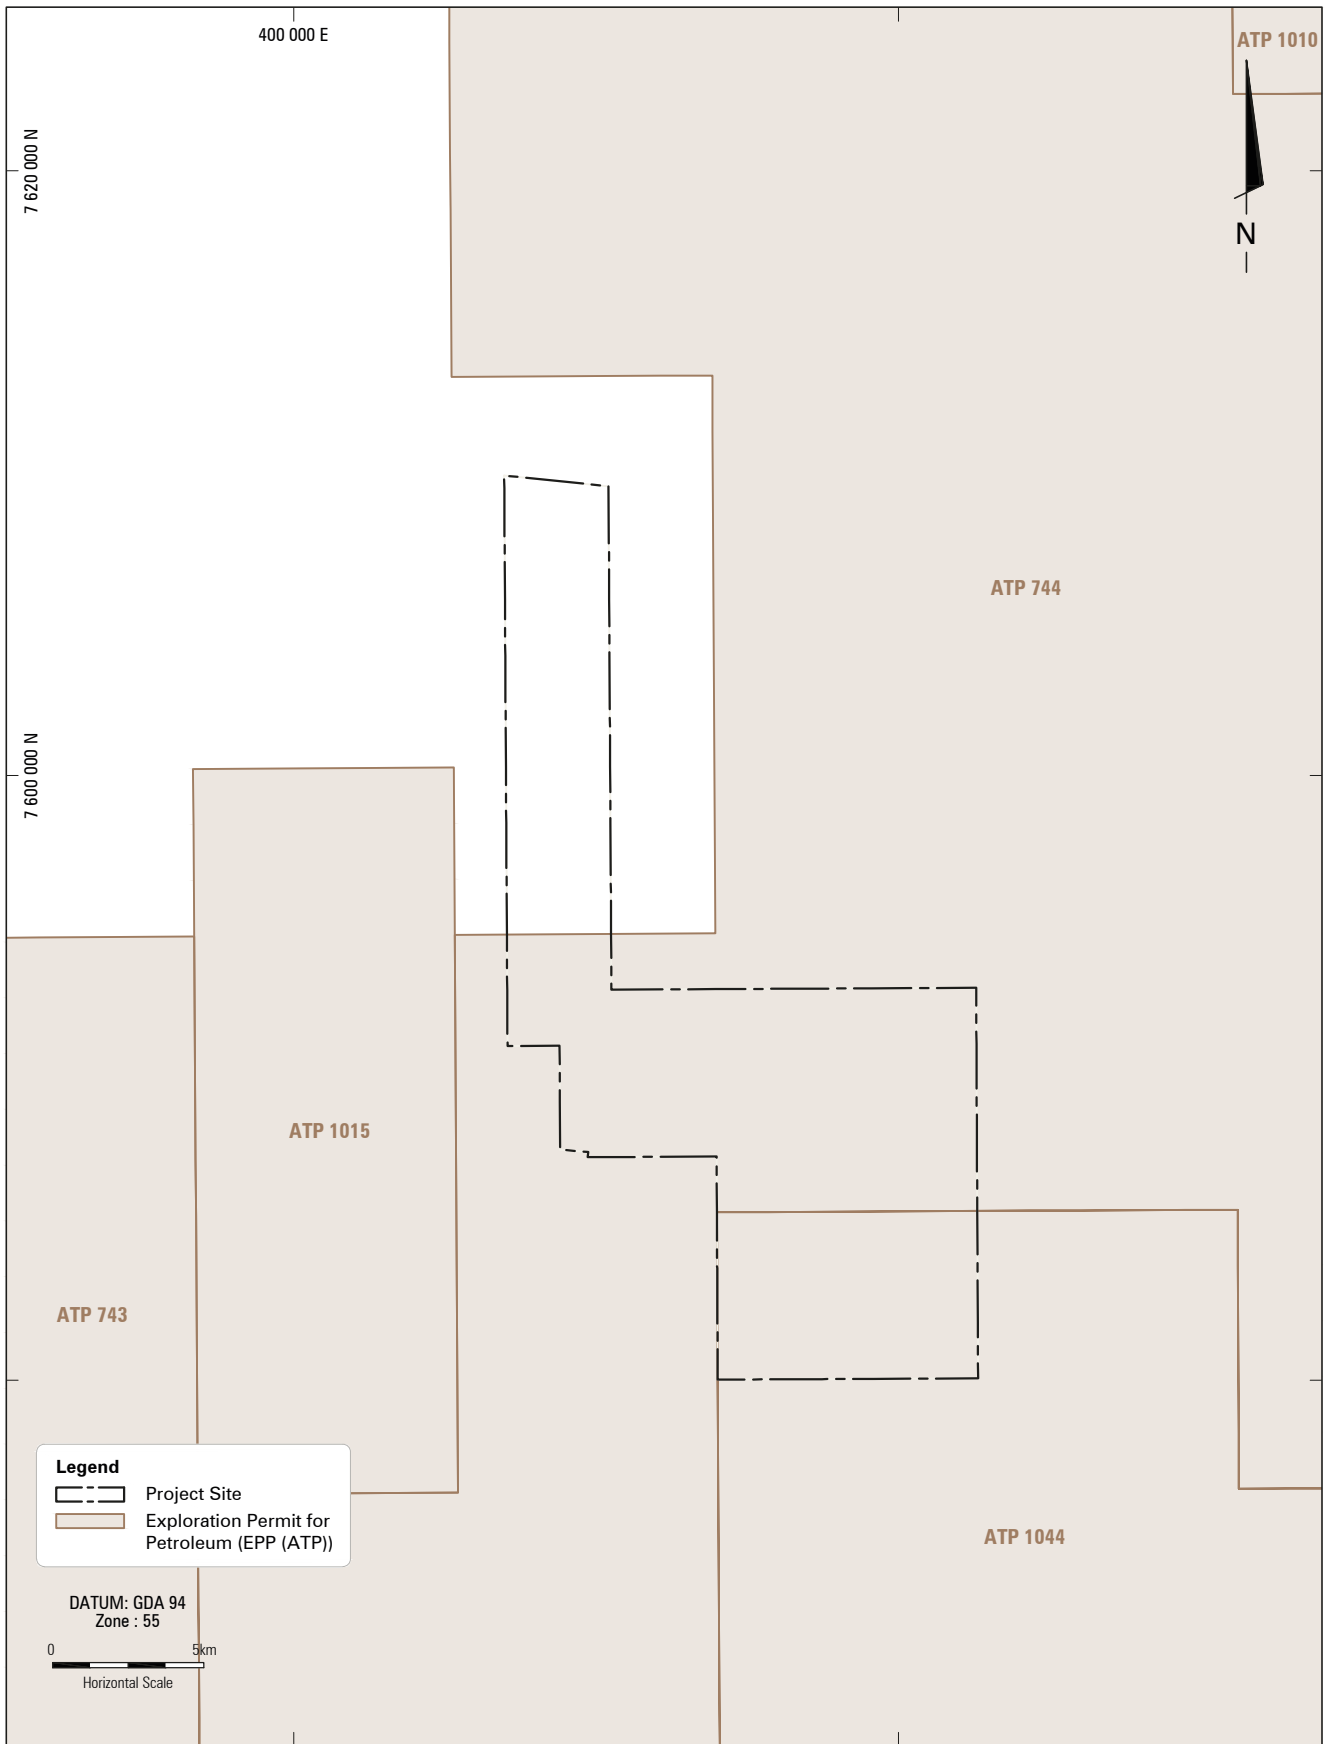 400 000 E
ATP 1010
7 620 000 N
N
ATP 744
7 600 000 N
ATP 1015
ATP 743
Legend
Project Site
Exploration Permit for
Petroleum (EPP (ATP))
ATP 1044
DATUM: GDA 94
Zone : 55
0 5km
Horizontal Scale